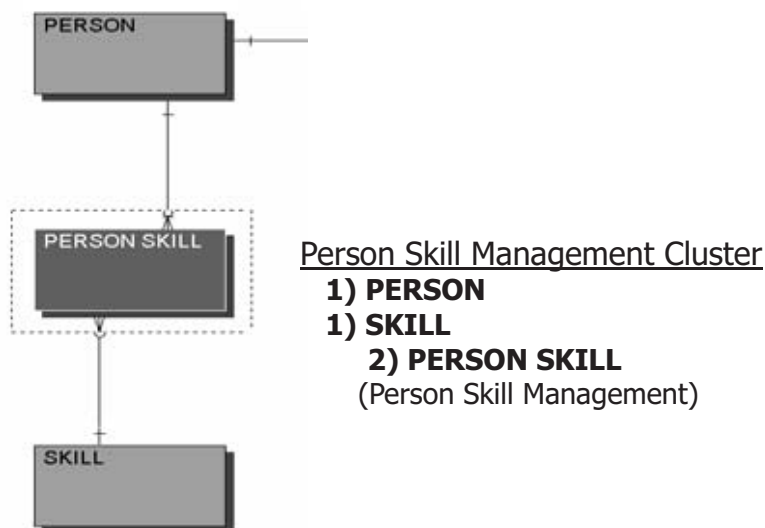 PERSON
PERSON SKILL
Person Skill Management Cluster
1) PERSON
1) SKILL
2) PERSON SKILL
(Person Skill Management)
SKILL